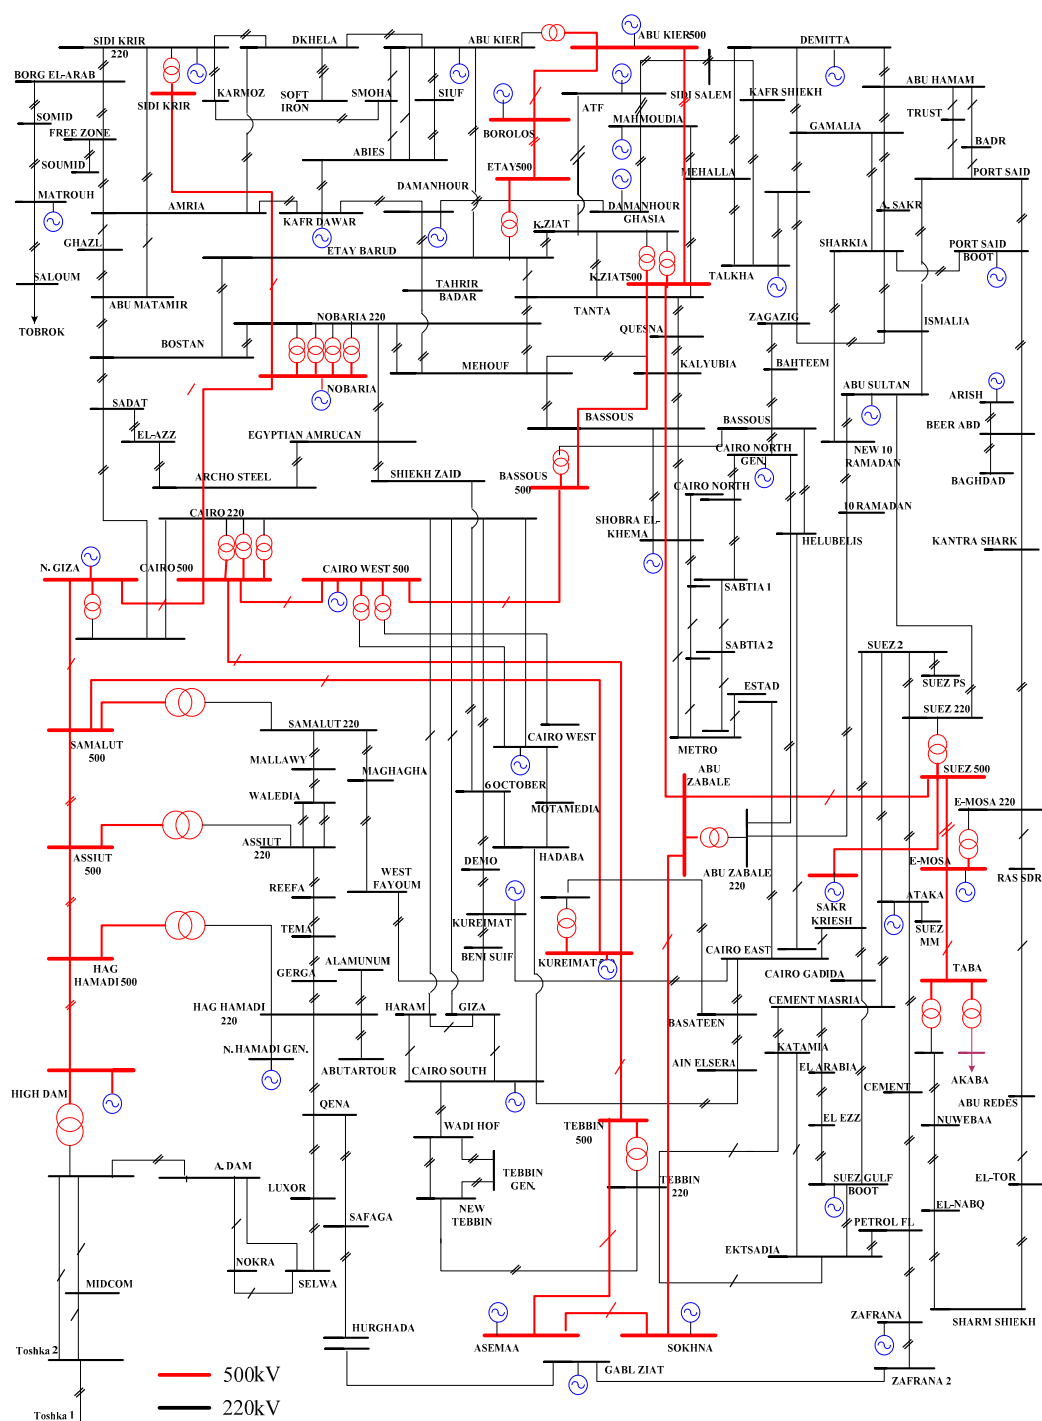 SIDI KRIR
220
DKHELA
ABU KIER
ABU KIER500
DEMITTA
BORG EL-ARAB
SIDI KRIR
KARMOZ
SOFT
IRON
SMOHA
SIUF
ATF
SIDI SALEM
KAFR SHIEKH
ABU HAMAM
TRUST
SOMID
FREE ZONE
SOUMID
BOROLOS
MAHMOUDIA
GAMALIA
BADR
ABIES
ETAY500
MEHALLA
PORT SAID
MATROUH
DAMANHOUR
DAMANHOUR
GHASIA
A. SAKR
AMRIA
KAFR DAWAR
K.ZIAT
GHAZL
ETAY BARUD
SHARKIA
PORT SAID
BOOT
SALOUM
TAHRIR
BADAR
K.ZIAT500
TALKHA
ABU MATAMIR
TANTA
TOBROK
NOBARIA 220
QUESNA
ZAGAZIG
ISMALIA
BOSTAN
MEHOUF
KALYUBIA
BAHTEEM
NOBARIA
ABU SULTAN
ARISH
SADAT
BASSOUS
BASSOUS
BEER ABD
EL-AZZ
EGYPTIAN AMRUCAN
CAIRO NORTH
GEN.
NEW 10
RAMADAN
ARCHO STEEL
SHIEKH ZAID
BASSOUS
500
CAIRO NORTH
BAGHDAD
CAIRO 220
SHOBRA EL-
KHEMA
10 RAMADAN
HELUBELIS
KANTRA SHARK
N. GIZA
CAIRO 500
CAIRO WEST 500
SABTIA 1
SABTIA 2
SUEZ 2
SUEZ PS
ESTAD
SUEZ 220
SAMALUT
500
SAMALUT 220
CAIRO WEST
METRO
MALLAWY
MAGHAGHA
ABU
ZABALE
SUEZ 500
WALEDIA
6 OCTOBER
MOTAMEDIA
E-MOSA 220
ASSIUT
500
ASSIUT
220
HADABA
ABU ZABALE
220
E-MOSA
RAS SDR
DEMO
WEST
FAYOUM
REEFA
KUREIMAT
SAKR
KRIESH
ATAKA
SUEZ
MM
TEMA
BENI SUIF
KUREIMAT
CAIRO EAST
HAG
HAMADI 500
GERGA
ALAMUNUM
CAIRO GADIDA
TABA
HAG HAMADI
220
HARAM
GIZA
BASATEEN
CEMENT MASRIA
N. HAMADI GEN.
ABUTARTOUR
CAIRO SOUTH
AIN ELSERA
KATAMIA
EL ARABIA
CEMENT
AKABA
HIGH DAM
ABU REDES
QENA
WADI HOF
TEBBIN
500
EL EZZ
NUWEBAA
A. DAM
TEBBIN
GEN.
TEBBIN
220
SUEZ GULF
BOOT
EL-TOR
LUXOR
NEW
TEBBIN
EL-NABQ
SAFAGA
PETROL FL
NOKRA
SELWA
EKTSADIA
MIDCOM
ZAFRANA
SHARM SHIEKH
HURGHADA
ASEMAA
SOKHNA
Toshka 2
GABL ZIAT
ZAFRANA 2
500kV
220kV
Toshka 1